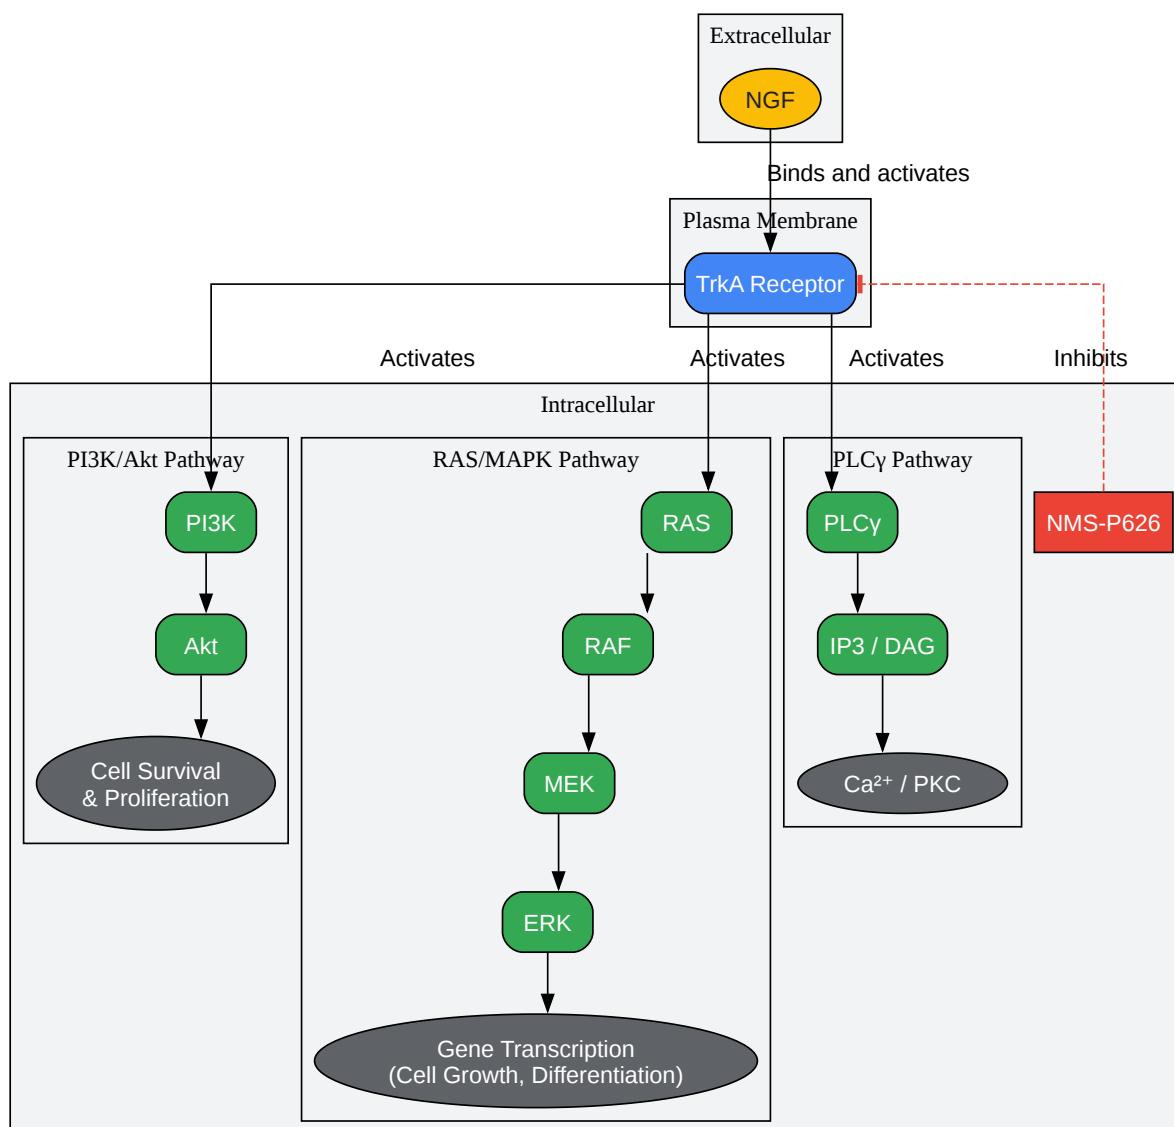 Extracellular
NGF
Binds and activates
Plasma Membrane
TrkA Receptor
Activates
Activates
Activates
Inhibits
Intracellular
PI3K/Akt Pathway
PI3K
Akt
Cell Survival
& Proliferation
RAS/MAPK Pathway
RAS
RAF
MEK
ERK
Gene Transcription
(Cell Growth, Differentiation)
PLCγ Pathway
PLCγ
IP3 / DAG
Ca²⁺ / PKC
NMS-P626